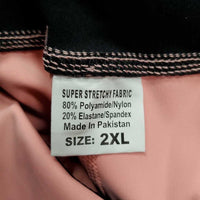 SUPER STRETCHY FABRIC
80% Polyamide/Nylon
20% Elastane/Spandex
Made in Pakistan
SIZE: 2XL